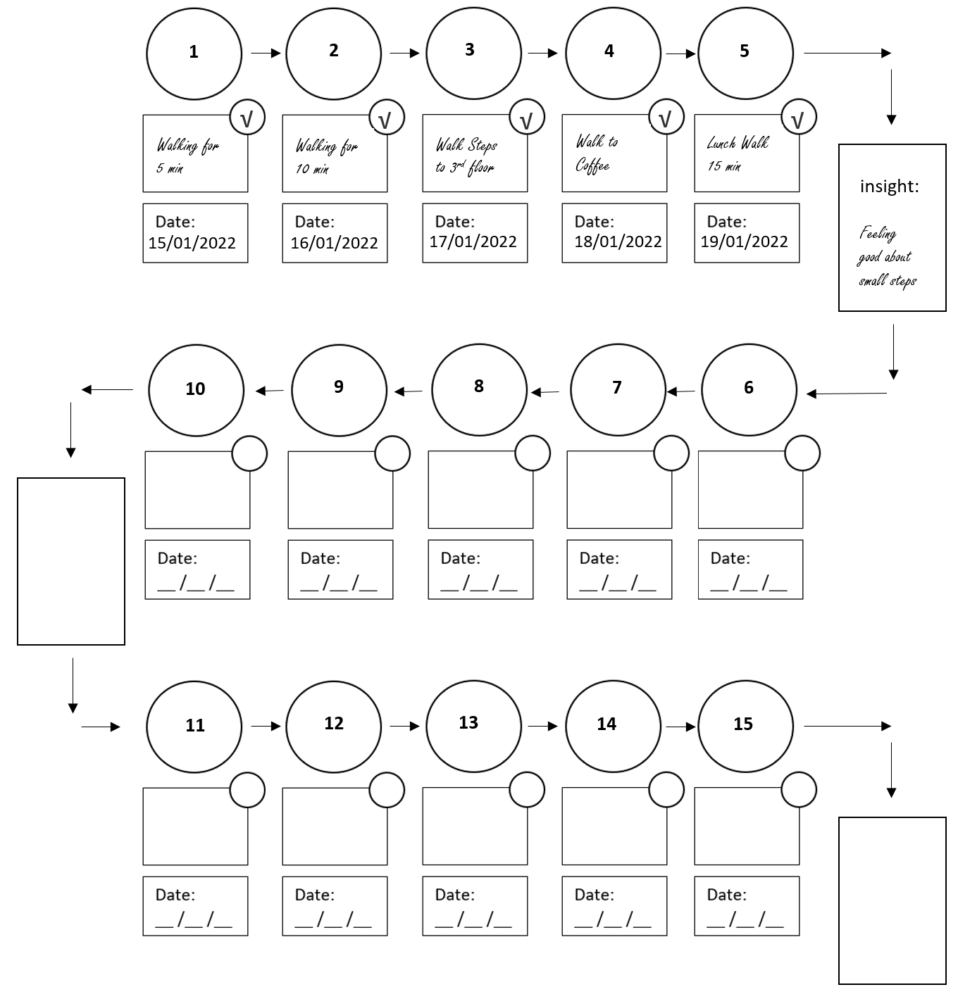 1
2
3
4
5
√
√
√
√
√
Walking for
5 min
Walking for
10 min
Walk Steps
to 3rd floor
Walk to
Coffee
Lunch Walk
15 min
Date:
15/01/2022
Date:
16/01/2022
Date:
17/01/2022
Date:
18/01/2022
Date:
19/01/2022
insight:
Feeling
good about
small steps
10
9
8
7
6
Date:
__ /__ /__
Date:
__ /__ /__
Date:
__ /__ /__
Date:
__ /__ /__
Date:
__ /__ /__
11
12
13
14
15
Date:
__ /__ /__
Date:
__ /__ /__
Date:
__ /__ /__
Date:
__ /__ /__
Date:
__ /__ /__